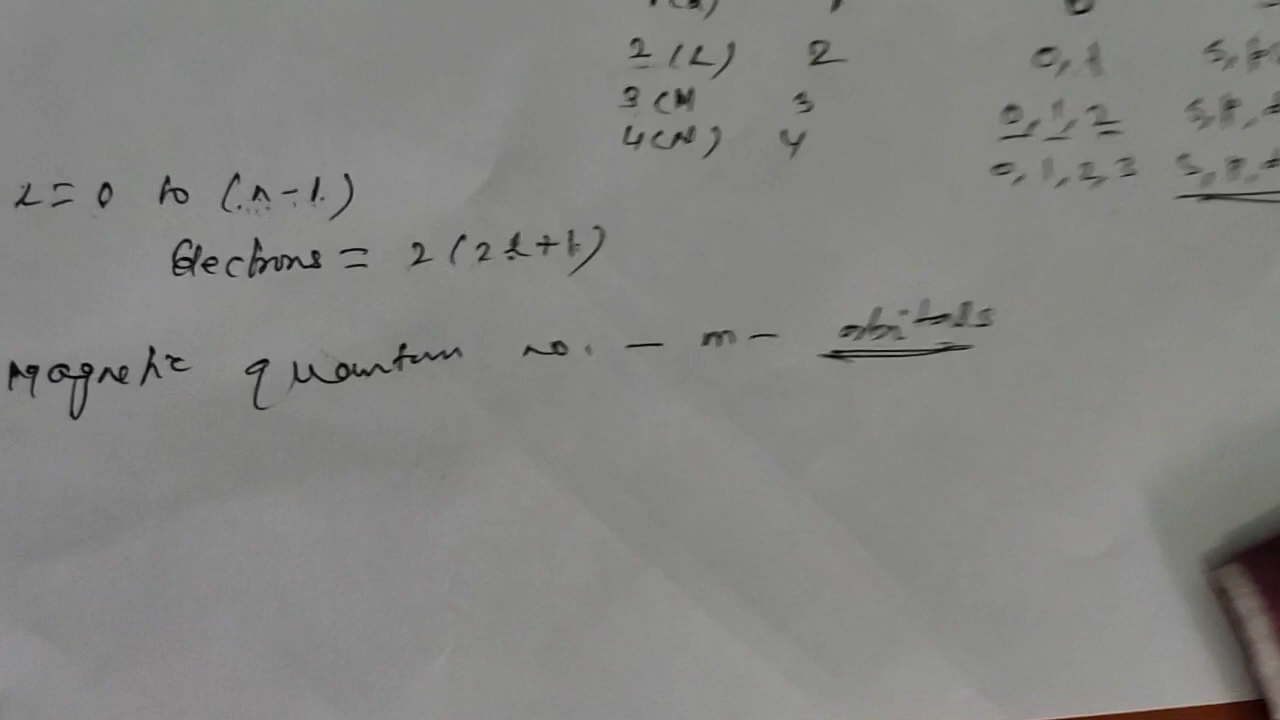 2 (L) 2 0, 1 s, p
3 (M 3 0, 1, 2 s, p,
4 (N) 4 0, 1, 2, 3 s, p,
l = 0 to (n-1)
Electrons = 2 (2l+1)
Magnetic quantum no. - m - obitals